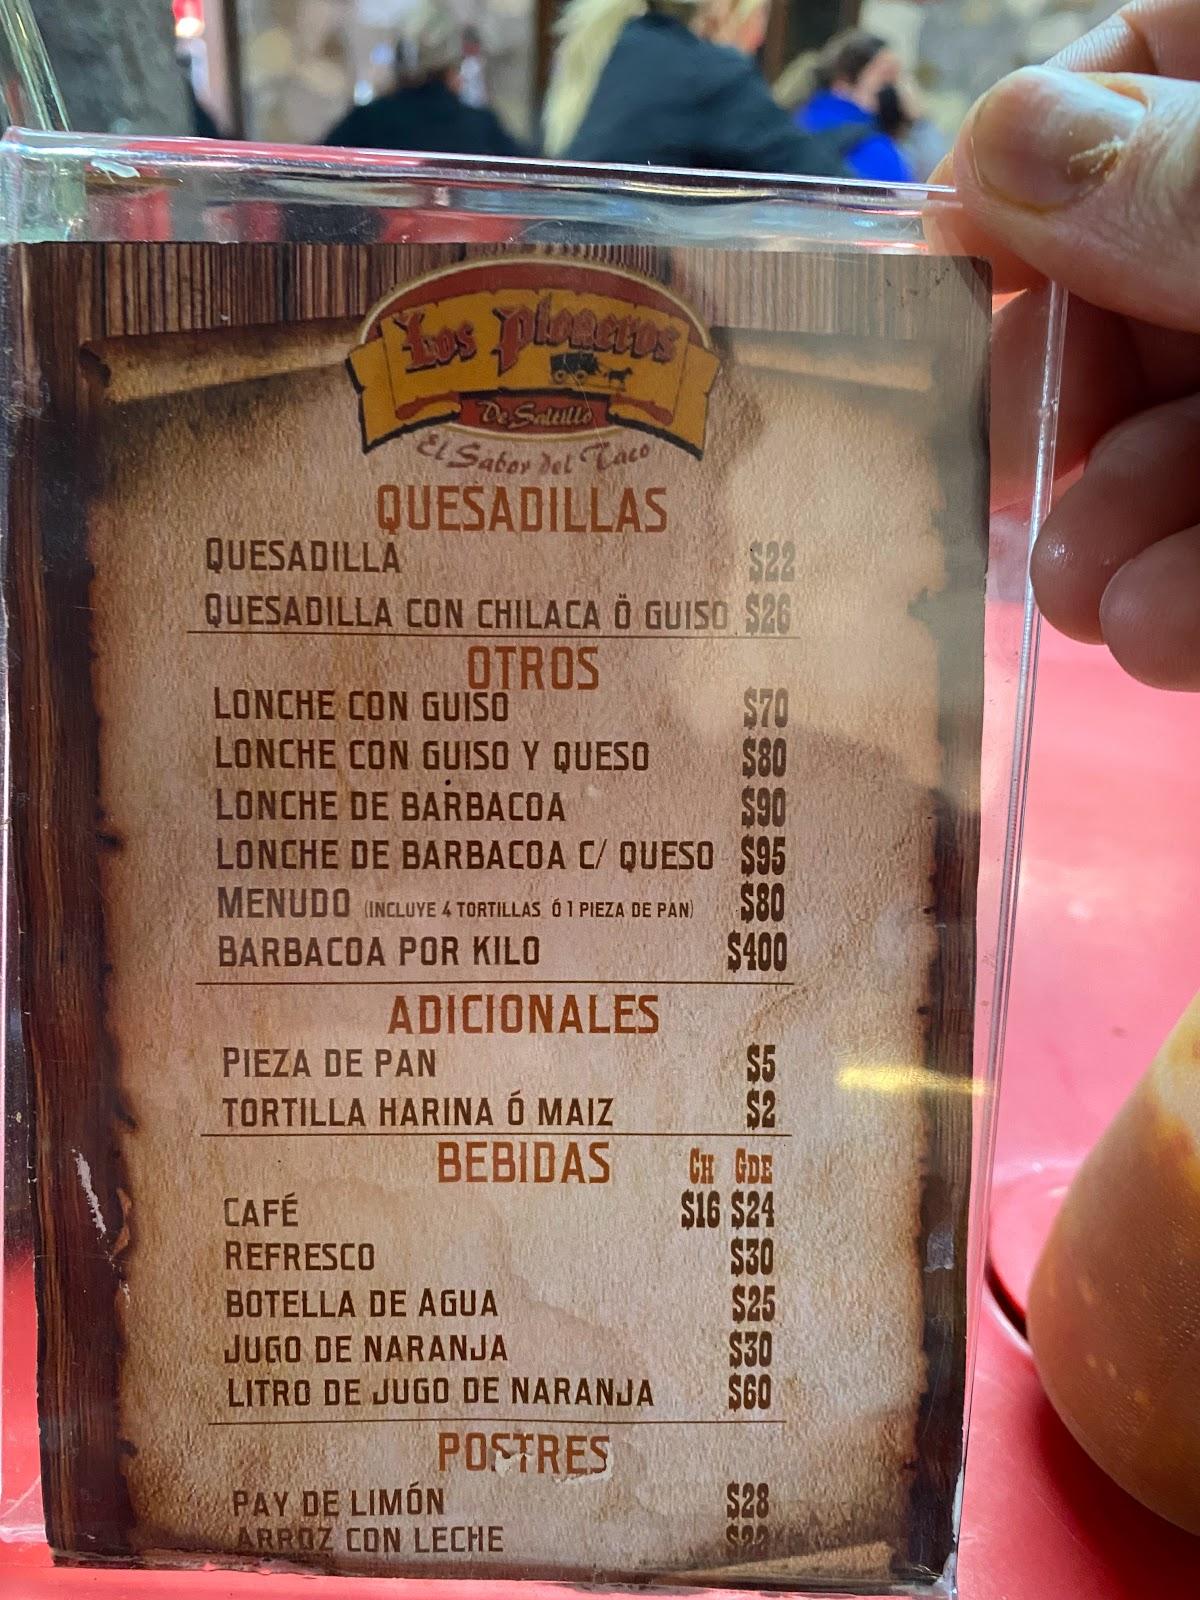 Los Pioneros
De Saltillo
El Sabor del Taco
QUESADILLAS
QUESADILLA $22
QUESADILLA CON CHILACA Ö GUISO $26
OTROS
LONCHE CON GUISO $70
LONCHE CON GUISO Y QUESO $80
LONCHE DE BARBACOA $90
LONCHE DE BARBACOA C/ QUESO $95
MENUDO (INCLUYE 4 TORTILLAS Ó 1 PIEZA DE PAN) $80
BARBACOA POR KILO $400
ADICIONALES
PIEZA DE PAN $5
TORTILLA HARINA Ó MAIZ $2
BEBIDAS CH GDE
CAFÉ $16 $24
REFRESCO $30
BOTELLA DE AGUA $25
JUGO DE NARANJA $30
LITRO DE JUGO DE NARANJA $60
POSTRES
PAY DE LIMÓN $28
ARROZ CON LECHE